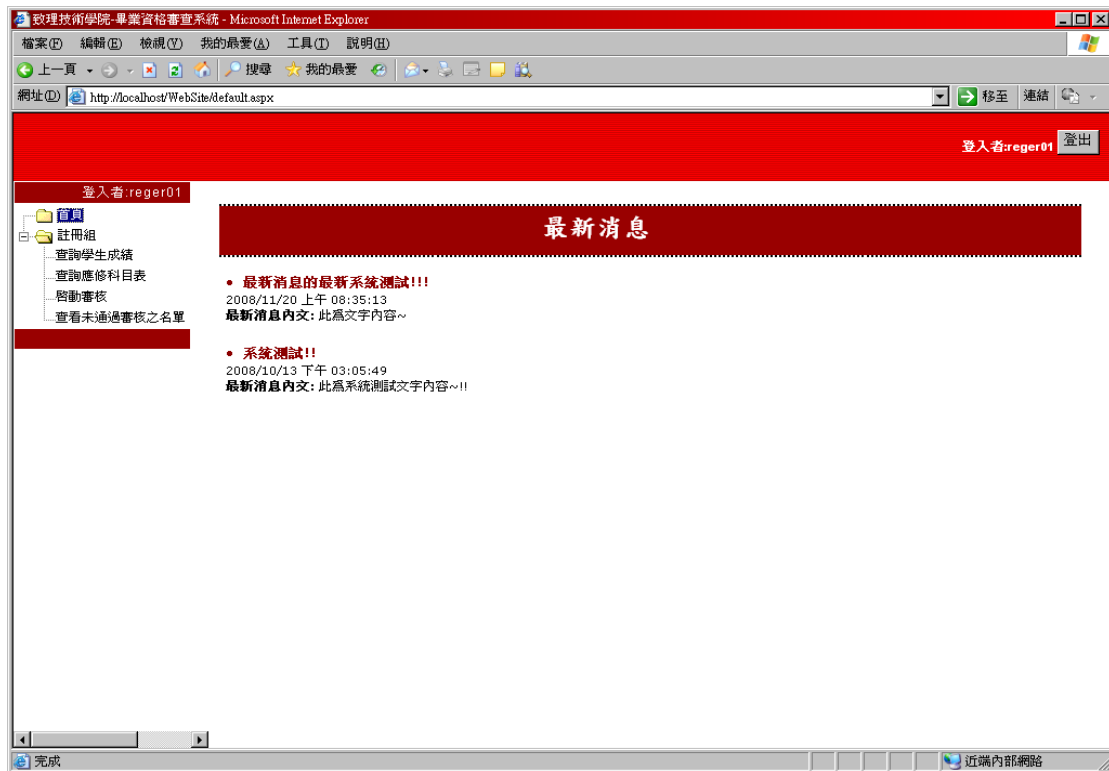 致理技術學院-畢業資格審查系統 - Microsoft Internet Explorer
檔案(F) 編輯(E) 檢視(V) 我的最愛(A) 工具(T) 說明(H)
上一頁 搜尋 我的最愛
網址(D) http://localhost/WebSite/default.aspx 移至 連結
登入者:reger01 登出
登入者:reger01
首頁
註冊組
查詢學生成績
查詢應修科目表
啓動審核
查看未通過審核之名單
最新消息
• 最新消息的最新系統測試!!!
2008/11/20 上午 08:35:13
最新消息內文: 此爲文字內容~
• 系統測試!!
2008/10/13 下午 03:05:49
最新消息內文: 此爲系統測試文字內容~!!
完成 近端內部網路